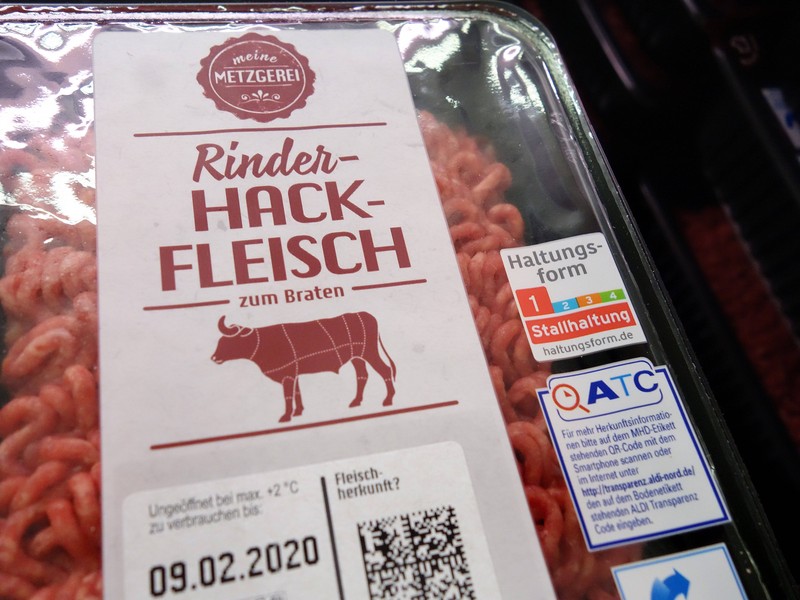 meine
METZGEREI
Rinder-
HACK-
FLEISCH
zum Braten
Ungeöffnet bei max. +2 °C
zu verbrauchen bis:
09.02.2020
Fleisch-
herkunft?
Haltungs-
form
1 2 3 4
Stallhaltung
haltungsform.de
ATC
Für mehr Herkunftsinformatio-
nen bitte auf dem MHD-Etikett
stehenden QR-Code mit dem
Smartphone scannen oder
im Internet unter
http://transparenz.aldi-nord.de/
den auf dem Bodenetikett
stehenden ALDI Transparenz
Code eingeben.